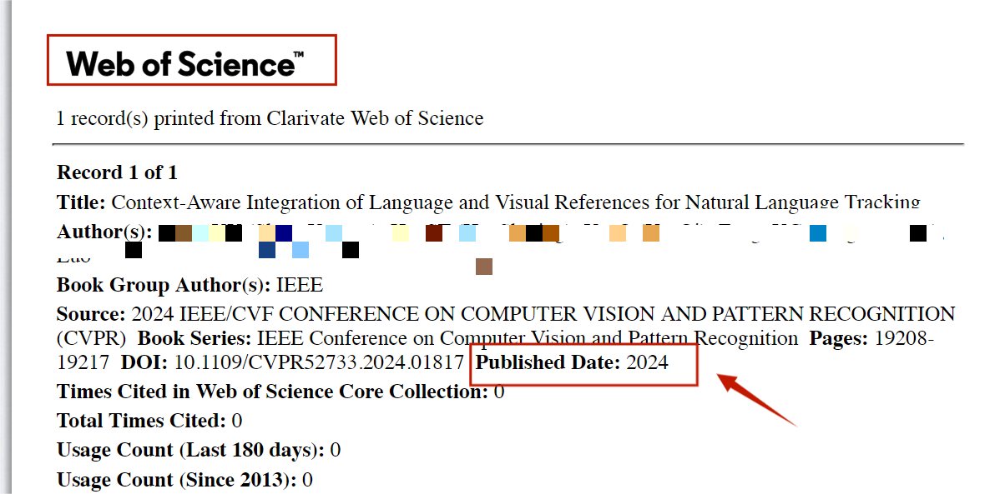 Web of Science™
1 record(s) printed from Clarivate Web of Science
Record 1 of 1
Title: Context-Aware Integration of Language and Visual References for Natural Language Tracking
Author(s):
Luo
Book Group Author(s): IEEE
Source: 2024 IEEE/CVF CONFERENCE ON COMPUTER VISION AND PATTERN RECOGNITION
(CVPR) Book Series: IEEE Conference on Computer Vision and Pattern Recognition Pages: 19208-
19217 DOI: 10.1109/CVPR52733.2024.01817 Published Date: 2024
Times Cited in Web of Science Core Collection: 0
Total Times Cited: 0
Usage Count (Last 180 days): 0
Usage Count (Since 2013): 0